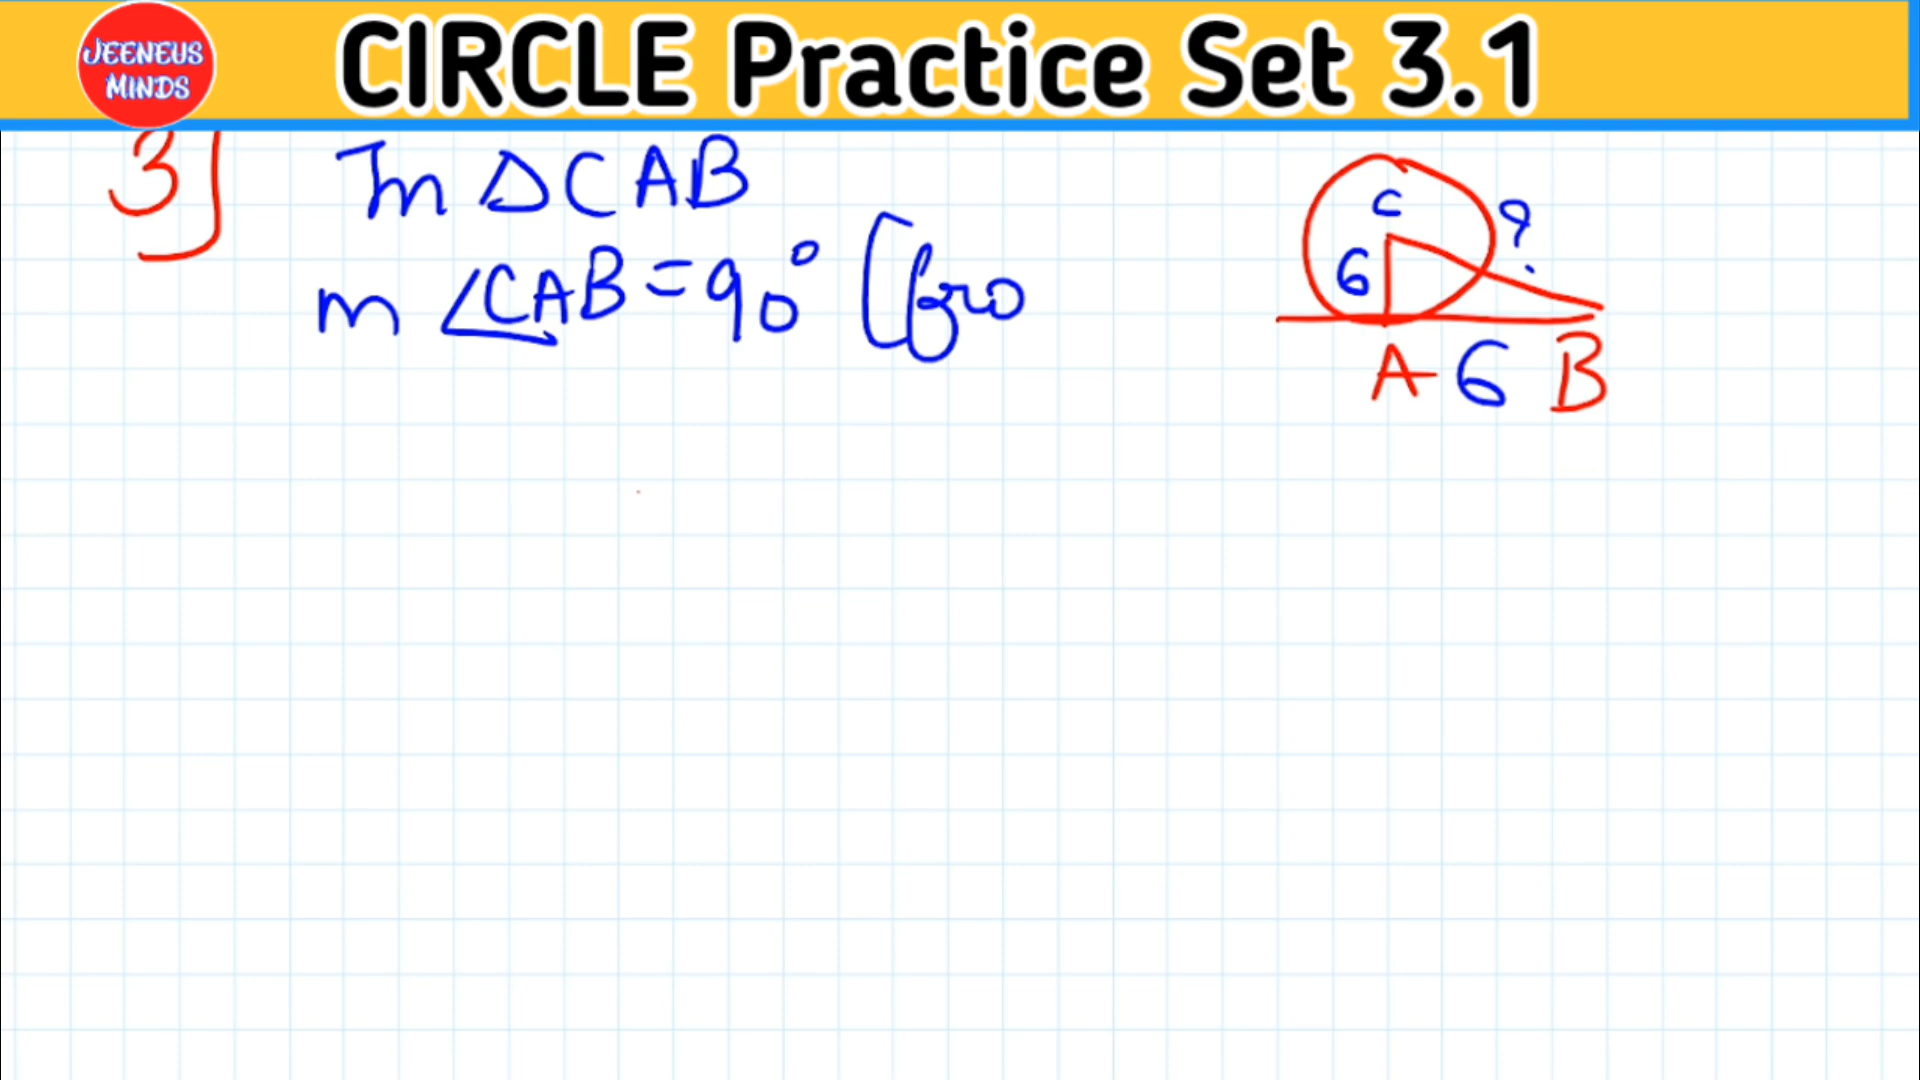 JEENEUS
MINDS
CIRCLE Practice Set 3.1
3]
In △CAB
m ∠CAB = 90° [fro
C
?
6
A 6 B